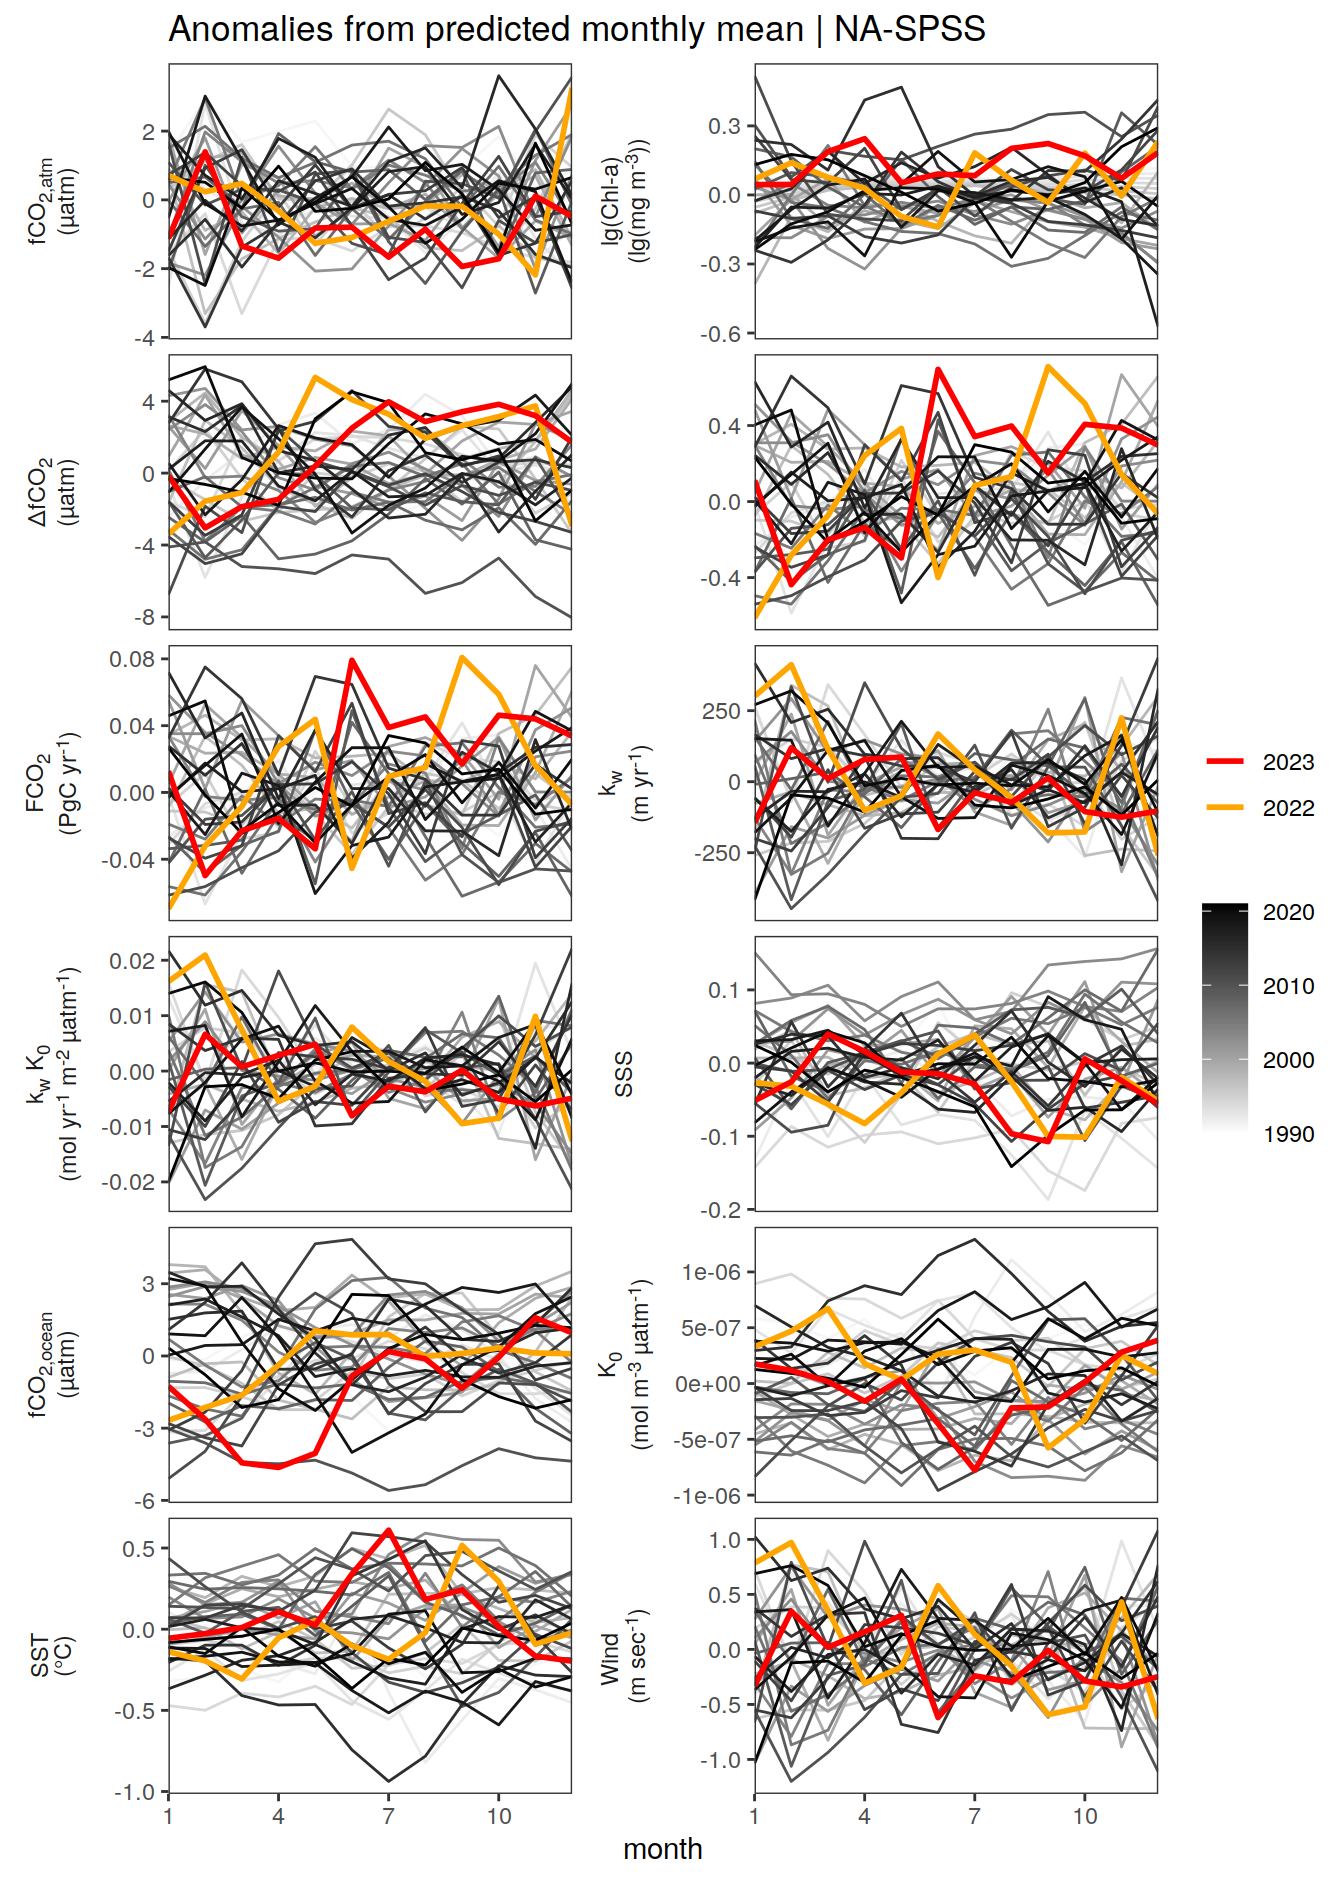 Anomalies from predicted monthly mean | NA-SPSS
fCO2,atm
(µatm)
2
0
-2
-4
lg(Chl-a)
(lg(mg m-3))
0.3
0.0
-0.3
-0.6
ΔfCO2
(µatm)
4
0
-4
-8
0.4
0.0
-0.4
FCO2
(PgC yr-1)
0.08
0.04
0.00
-0.04
kw
(m yr-1)
250
0
-250
kw K0
(mol yr-1 m-2 µatm-1)
0.02
0.01
0.00
-0.01
-0.02
SSS
0.1
0.0
-0.1
-0.2
fCO2,ocean
(µatm)
3
0
-3
-6
K0
(mol m-3 µatm-1)
1e-06
5e-07
0e+00
-5e-07
-1e-06
SST
(°C)
0.5
0.0
-0.5
-1.0
Wind
(m sec-1)
1.0
0.5
0.0
-0.5
-1.0
1 4 7 10
1 4 7 10
month
2023
2022
2020
2010
2000
1990